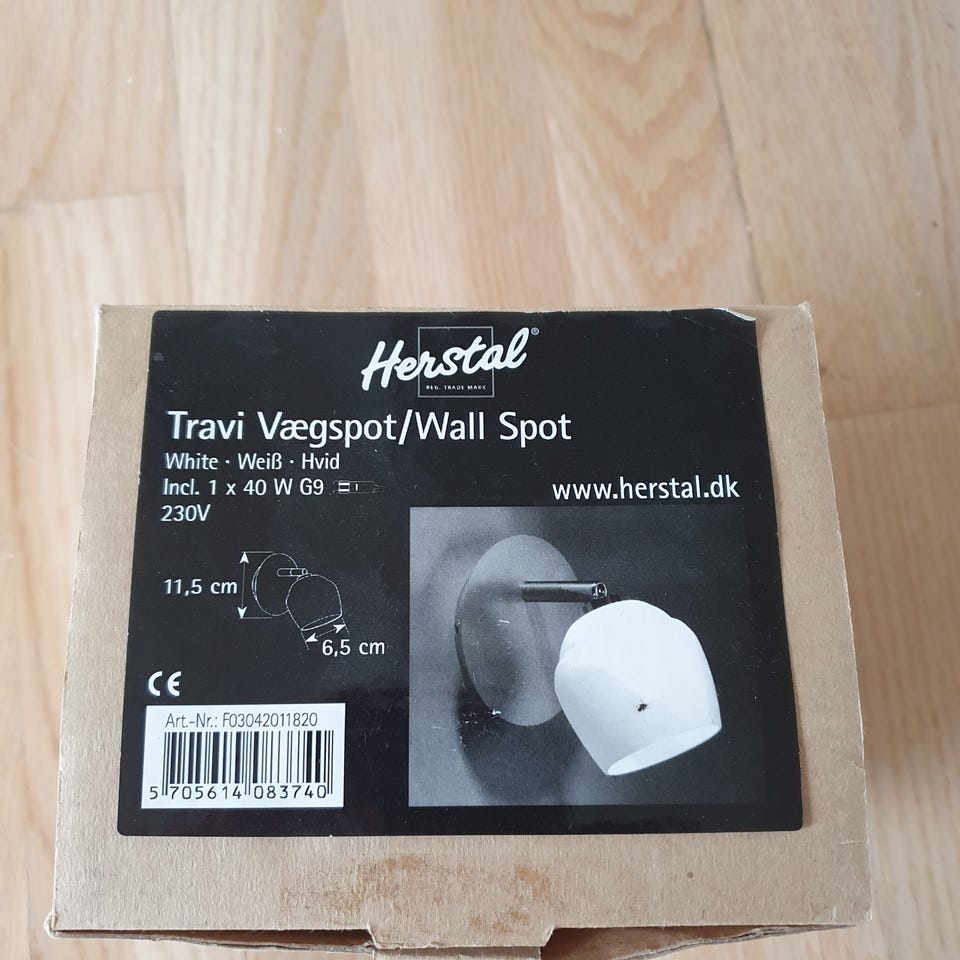 Herstal®
REG. TRADE MARK
Travi Vægspot/Wall Spot
White · Weiß · Hvid
Incl. 1 x 40 W G9
230V
www.herstal.dk
11,5 cm
6,5 cm
CE
Art.-Nr.: F03042011820
5 705614 083740